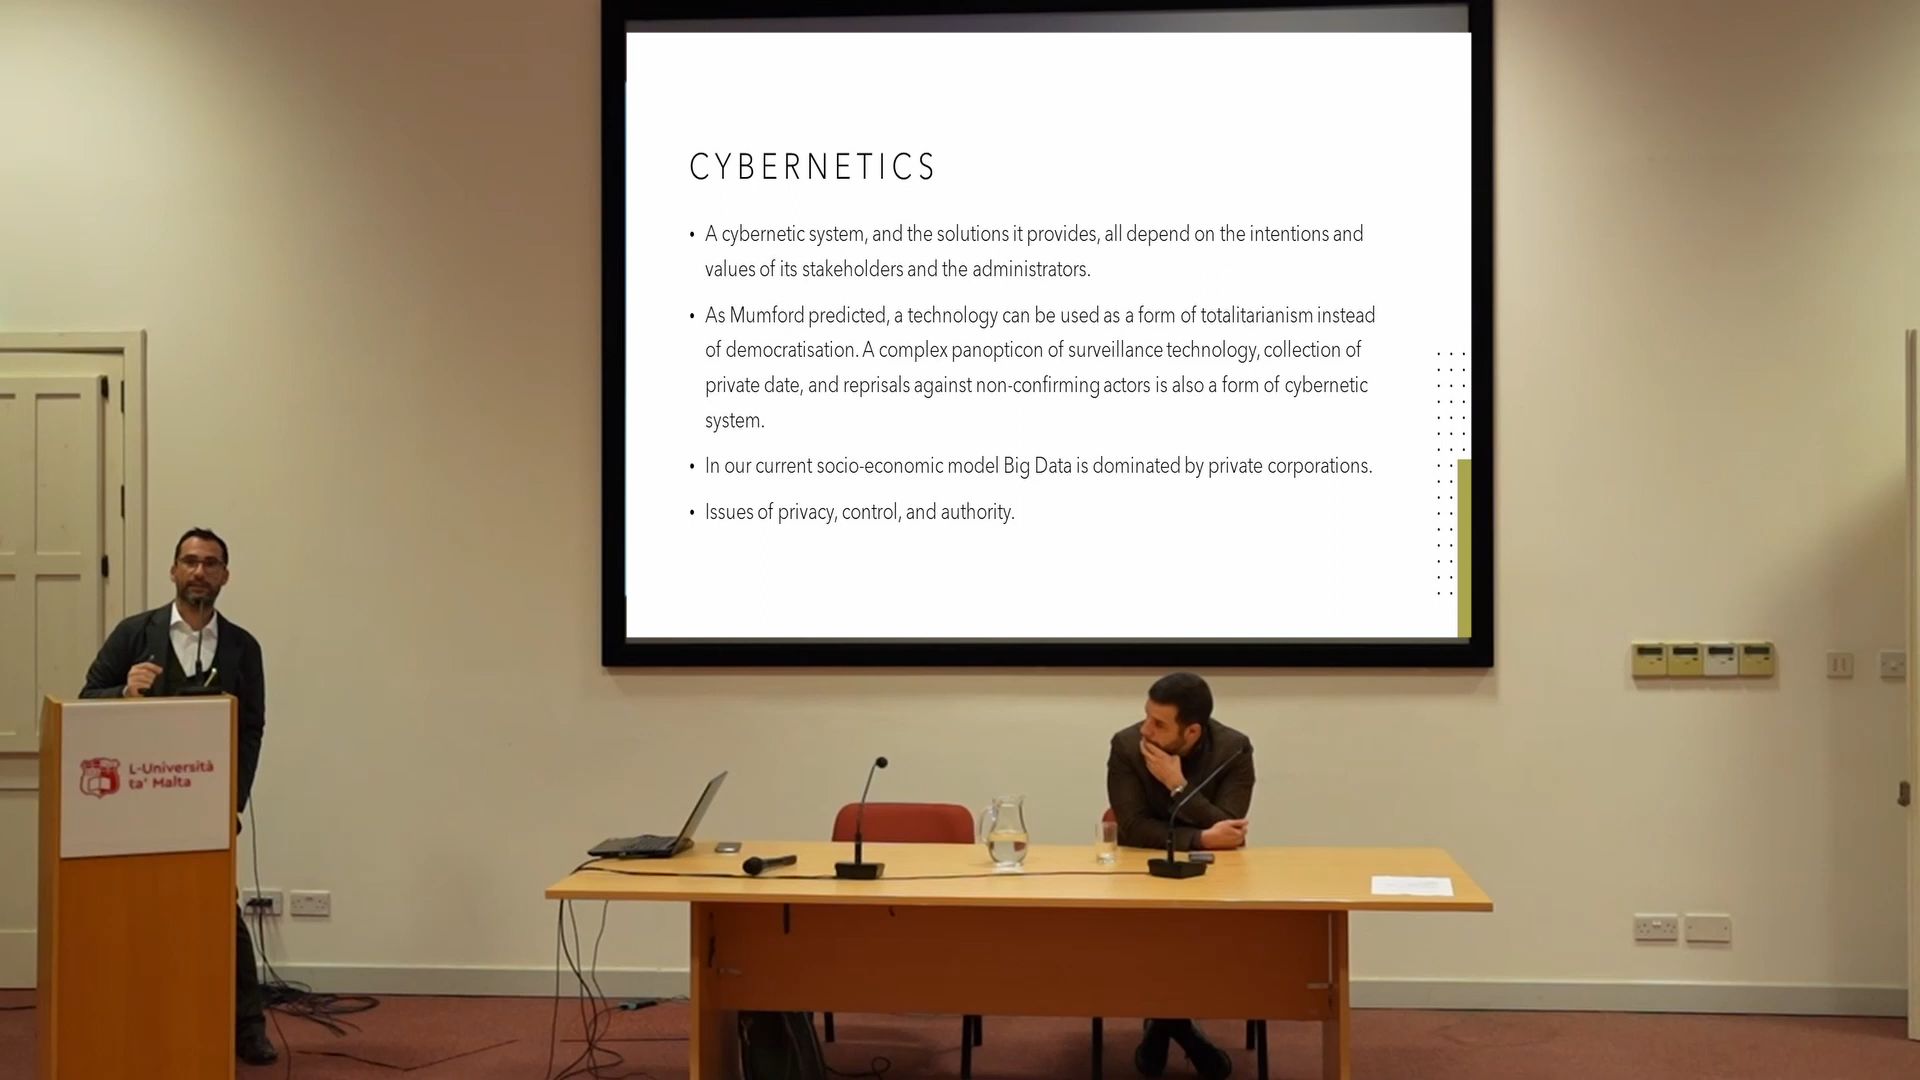 CYBERNETICS
• A cybernetic system, and the solutions it provides, all depend on the intentions and
values of its stakeholders and the administrators.
• As Mumford predicted, a technology can be used as a form of totalitarianism instead
of democratisation. A complex panopticon of surveillance technology, collection of
private date, and reprisals against non-confirming actors is also a form of cybernetic
system.
• In our current socio-economic model Big Data is dominated by private corporations.
• Issues of privacy, control, and authority.
L-Università
ta' Malta